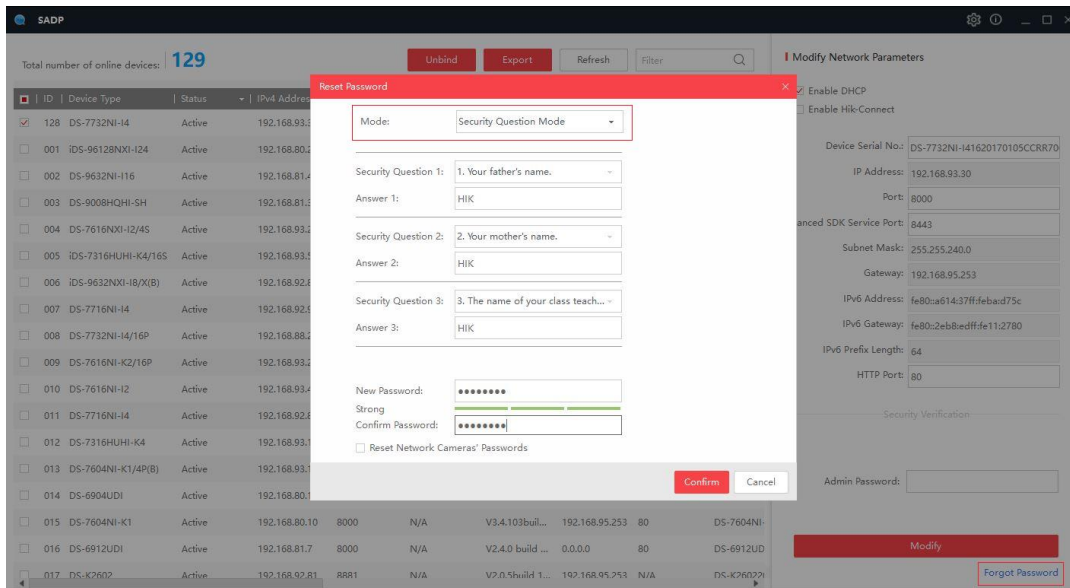 SADP
Total number of online devices: 129
Unbind Export Refresh Filter
ID Device Type Status IPv4 Addres
128 DS-7732NI-I4 Active 192.168.93.3
001 iDS-96128NXI-I24 Active 192.168.80.2
002 DS-9632NI-I16 Active 192.168.81.4
003 DS-9008HQHI-SH Active 192.168.81.3
004 DS-7616NXI-I2/4S Active 192.168.93.2
005 iDS-7316HUHI-K4/16S Active 192.168.93.5
006 iDS-9632NXI-I8/X(B) Active 192.168.92.8
007 DS-7716NI-I4 Active 192.168.92.9
008 DS-7732NI-I4/16P Active 192.168.88.2
009 DS-7616NI-K2/16P Active 192.168.93.2
010 DS-7616NI-I2 Active 192.168.93.4
011 DS-7716NI-I4 Active 192.168.92.8
012 DS-7316HUHI-K4 Active 192.168.93.1
013 DS-7604NI-K1/4P(B) Active 192.168.93.1
014 DS-6904UDI Active 192.168.80.1
015 DS-7604NI-K1 Active 192.168.80.10 8000 N/A V3.4.103buil... 192.168.95.253 80 DS-7604NI-
016 DS-6912UDI Active 192.168.81.7 8000 N/A V2.4.0 build ... 0.0.0.0 80 DS-6912UD
017 DS-K2602 Active 192.168.92.81 8881 N/A V2.0.5build 1... 192.168.95.253 N/A DS-K26022
Reset Password
Mode: Security Question Mode
Security Question 1: 1. Your father's name.
Answer 1: HIK
Security Question 2: 2. Your mother's name.
Answer 2: HIK
Security Question 3: 3. The name of your class teach...
Answer 3: HIK
New Password: ●●●●●●●●
Strong
Confirm Password: ●●●●●●●●
Reset Network Cameras' Passwords
Confirm Cancel
Modify Network Parameters
Enable DHCP
Enable Hik-Connect
Device Serial No.: DS-7732NI-I41620170105CCRR70
IP Address: 192.168.93.30
Port: 8000
anced SDK Service Port: 8443
Subnet Mask: 255.255.240.0
Gateway: 192.168.95.253
IPv6 Address: fe80::a614:37ff:feba:d75c
IPv6 Gateway: fe80::2eb8:edff:fe11:2780
IPv6 Prefix Length: 64
HTTP Port: 80
Security Verification
Admin Password:
Modify
Forgot Password